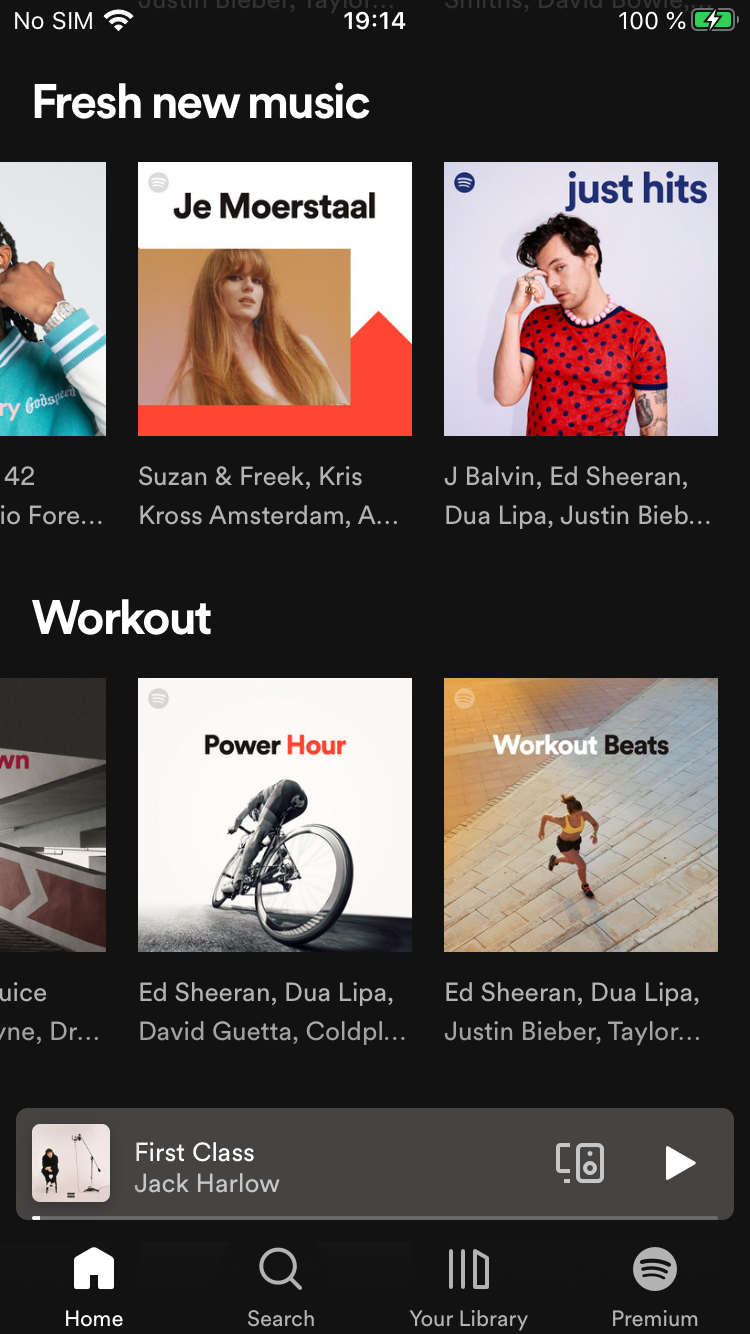 Justin Bieber, Taylor...
Smiths, David Bowie,...
No SIM
19:14
100 %
Fresh new music
ry Godspeed
Je Moerstaal
just hits
42
io Fore...
Suzan & Freek, Kris
Kross Amsterdam, A...
J Balvin, Ed Sheeran,
Dua Lipa, Justin Bieb...
Workout
wn
Power Hour
Workout Beats
uice
yne, Dr...
Ed Sheeran, Dua Lipa,
David Guetta, Coldpl...
Ed Sheeran, Dua Lipa,
Justin Bieber, Taylor...
First Class
Jack Harlow
Home
Search
Your Library
Premium